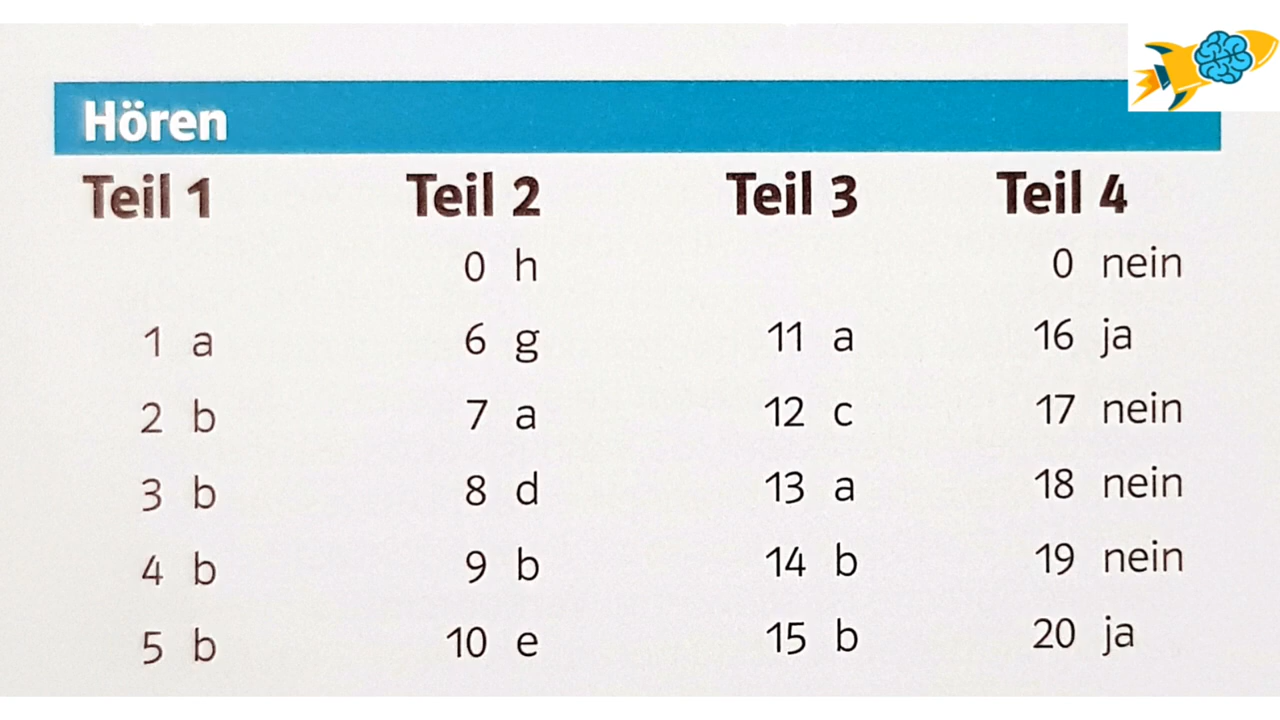 Hören
Teil 1 Teil 2 Teil 3 Teil 4
0 h 0 nein
1 a 6 g 11 a 16 ja
2 b 7 a 12 c 17 nein
3 b 8 d 13 a 18 nein
4 b 9 b 14 b 19 nein
5 b 10 e 15 b 20 ja